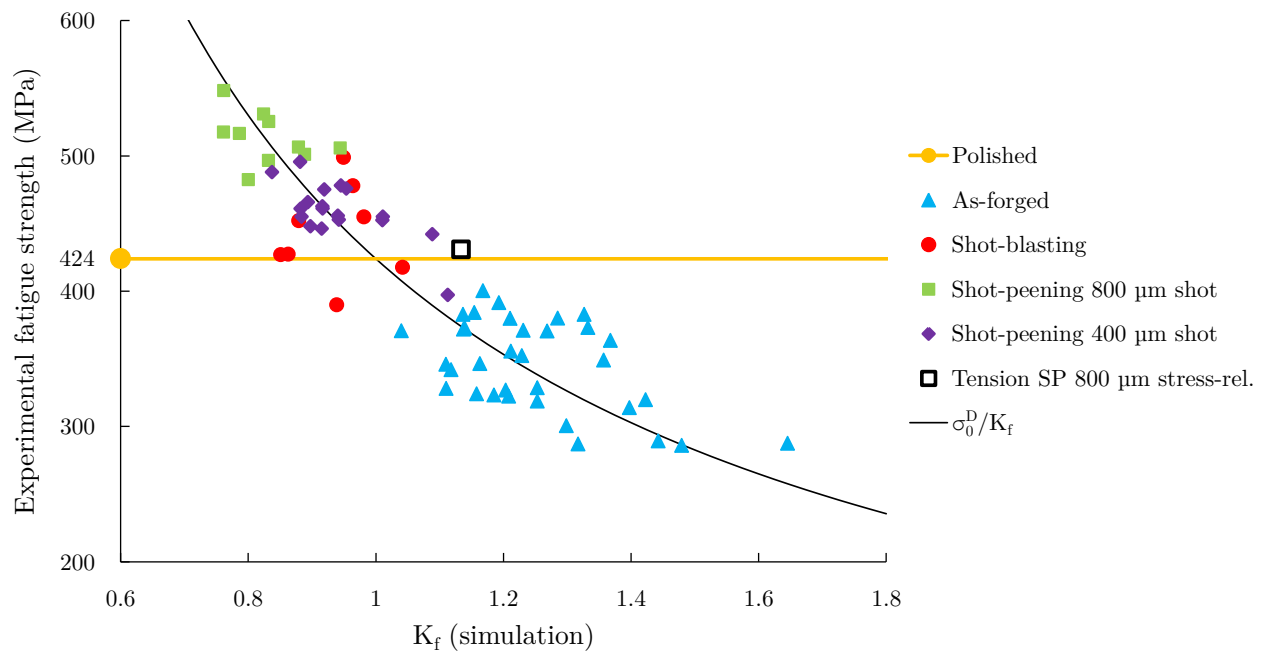 Experimental fatigue strength (MPa)
600
500
424
400
300
200
0.6 0.8 1 1.2 1.4 1.6 1.8
K_f (simulation)
Polished
As-forged
Shot-blasting
Shot-peening 800 µm shot
Shot-peening 400 µm shot
Tension SP 800 µm stress-rel.
σ₀ᴰ/K_f